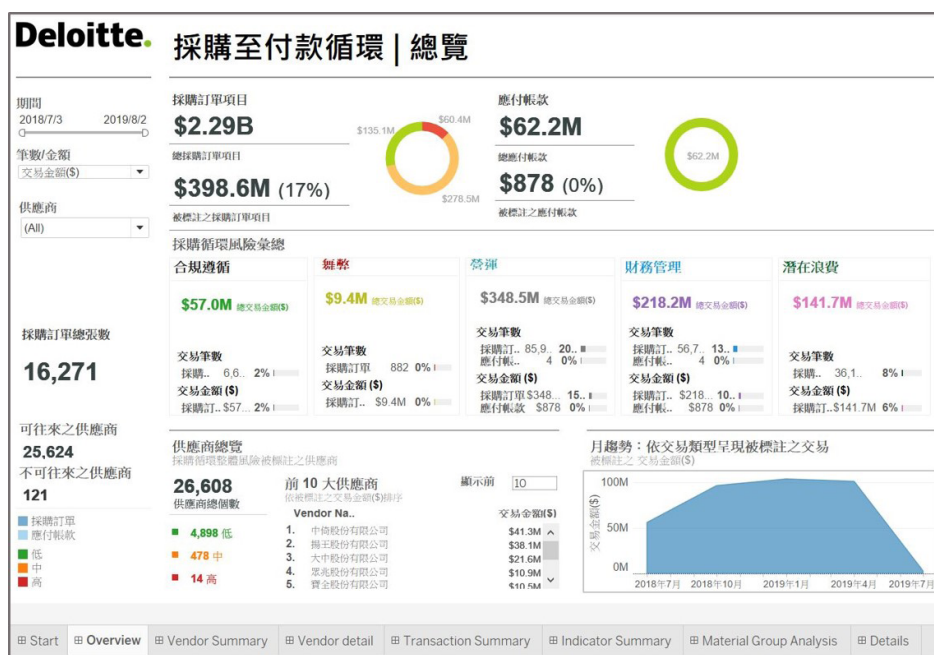 Deloitte.
採購至付款循環 | 總覽
期間
2018/7/3 2019/8/2
筆數/金額
交易金額($)
供應商
(All)
採購訂單總張數
16,271
可往來之供應商
25,624
不可往來之供應商
121
採購訂單
應付帳款
低
中
高
採購訂單項目
$2.29B
總採購訂單項目
$398.6M (17%)
被標註之採購訂單項目
$135.1M
$60.4M
$278.5M
應付帳款
$62.2M
總應付帳款
$878 (0%)
被標註之應付帳款
$62.2M
採購循環風險彙總
合規遵循
$57.0M 總交易金額($)
交易筆數
採購.. 6,6.. 2%
交易金額 ($)
採購訂.. $57... 2%
舞弊
$9.4M 總交易金額($)
交易筆數
採購訂單 882 0%
交易金額 ($)
採購訂.. $9.4M 0%
營運
$348.5M 總交易金額($)
交易筆數
採購訂.. 85,9.. 20..
應付帳.. 4 0%
交易金額 ($)
採購訂單 $348... 15..
應付帳款 $878 0%
財務管理
$218.2M 總交易金額($)
交易筆數
採購訂.. 56,7.. 13..
應付帳.. 4 0%
交易金額 ($)
採購訂.. $218... 10..
應付帳.. $878 0%
潛在浪費
$141.7M 總交易金額($)
交易筆數
採購.. 36,1.. 8%
交易金額 ($)
採購訂..$141.7M 6%
供應商總覽
採購循環整體風險被標註之供應商
26,608
供應商總個數
4,898 低
478 中
14 高
前 10 大供應商
依被標註之交易金額($)排序
顯示前 10
Vendor Na.. 交易金額($)
1. 中倚股份有限公司 $41.3M
2. 揚王股份有限公司 $38.1M
3. 大中股份有限公司 $21.6M
4. 眾兆股份有限公司 $10.9M
5. 寶全股份有限公司 $10.5M
月趨勢：依交易類型呈現被標註之交易
被標註之 交易金額($)
交易金額($)
100M
50M
0M
2018年7月 2018年10月 2019年1月 2019年4月 2019年7月
Start Overview Vendor Summary Vendor detail Transaction Summary Indicator Summary Material Group Analysis Details